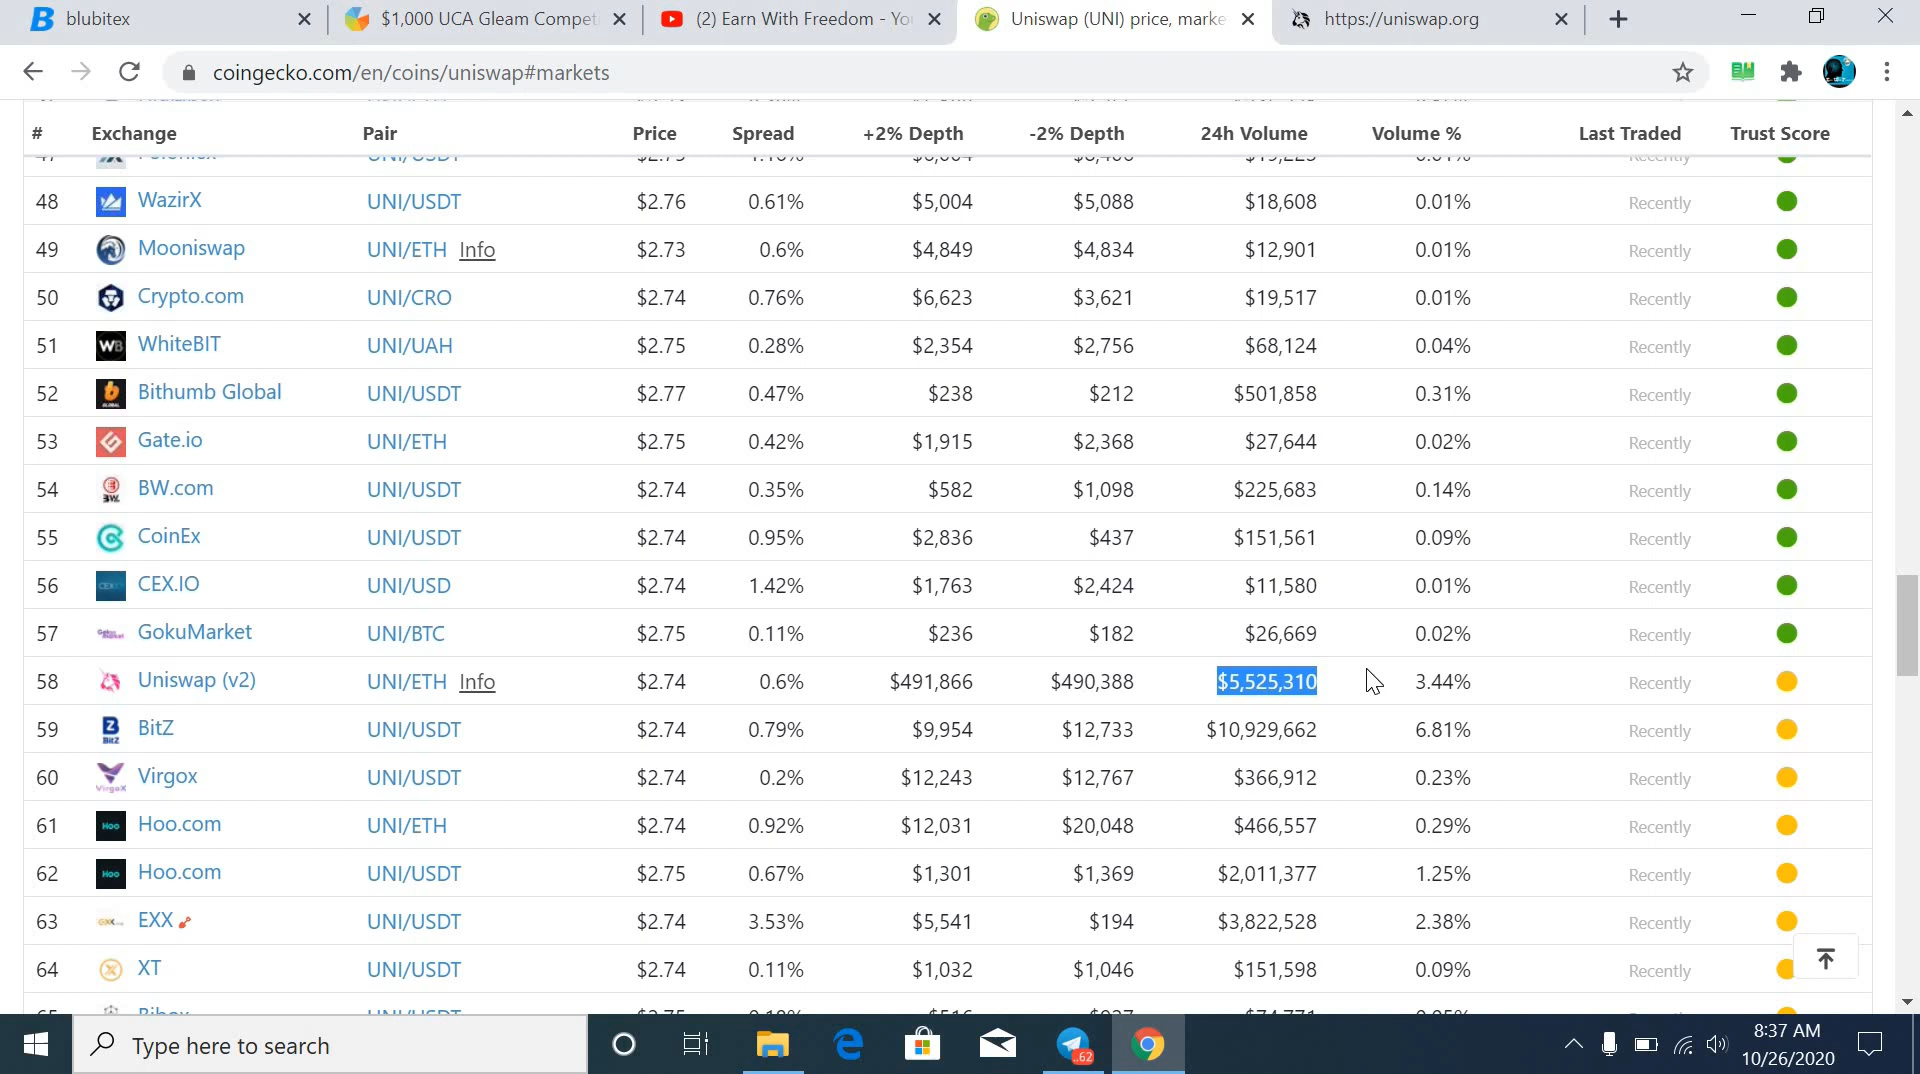 blubitex
$1,000 UCA Gleam Compet
(2) Earn With Freedom - You
Uniswap (UNI) price, marke
https://uniswap.org
coingecko.com/en/coins/uniswap#markets
# Exchange Pair Price Spread +2% Depth -2% Depth 24h Volume Volume % Last Traded Trust Score
48 WazirX UNI/USDT $2.76 0.61% $5,004 $5,088 $18,608 0.01% Recently
49 Mooniswap UNI/ETH Info $2.73 0.6% $4,849 $4,834 $12,901 0.01% Recently
50 Crypto.com UNI/CRO $2.74 0.76% $6,623 $3,621 $19,517 0.01% Recently
51 WhiteBIT UNI/UAH $2.75 0.28% $2,354 $2,756 $68,124 0.04% Recently
52 Bithumb Global UNI/USDT $2.77 0.47% $238 $212 $501,858 0.31% Recently
53 Gate.io UNI/ETH $2.75 0.42% $1,915 $2,368 $27,644 0.02% Recently
54 BW.com UNI/USDT $2.74 0.35% $582 $1,098 $225,683 0.14% Recently
55 CoinEx UNI/USDT $2.74 0.95% $2,836 $437 $151,561 0.09% Recently
56 CEX.IO UNI/USD $2.74 1.42% $1,763 $2,424 $11,580 0.01% Recently
57 GokuMarket UNI/BTC $2.75 0.11% $236 $182 $26,669 0.02% Recently
58 Uniswap (v2) UNI/ETH Info $2.74 0.6% $491,866 $490,388 $5,525,310 3.44% Recently
59 BitZ UNI/USDT $2.74 0.79% $9,954 $12,733 $10,929,662 6.81% Recently
60 Virgox UNI/USDT $2.74 0.2% $12,243 $12,767 $366,912 0.23% Recently
61 Hoo.com UNI/ETH $2.74 0.92% $12,031 $20,048 $466,557 0.29% Recently
62 Hoo.com UNI/USDT $2.75 0.67% $1,301 $1,369 $2,011,377 1.25% Recently
63 EXX UNI/USDT $2.74 3.53% $5,541 $194 $3,822,528 2.38% Recently
64 XT UNI/USDT $2.74 0.11% $1,032 $1,046 $151,598 0.09% Recently
Type here to search
8:37 AM
10/26/2020